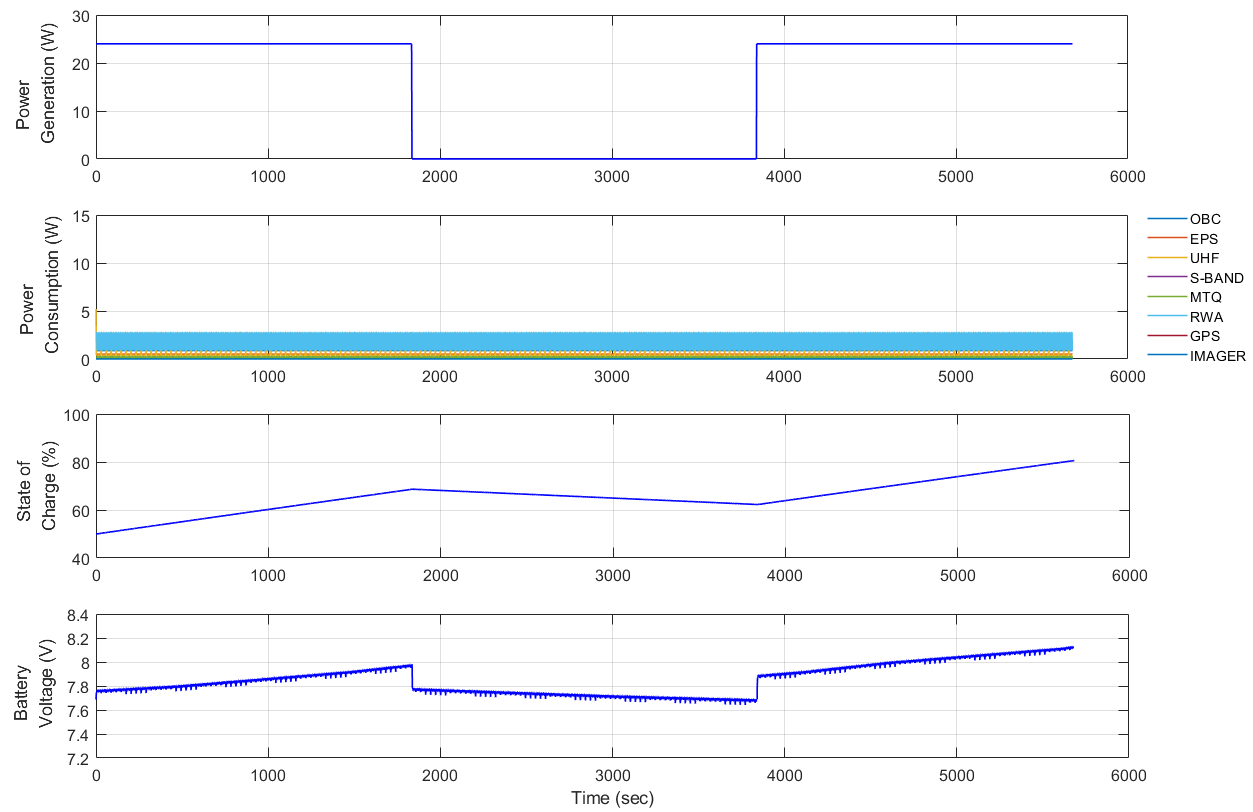 30
20
10
0
Power
Generation (W)
0 1000 2000 3000 4000 5000 6000
15
10
5
0
Power
Consumption (W)
0 1000 2000 3000 4000 5000 6000
OBC
EPS
UHF
S-BAND
MTQ
RWA
GPS
IMAGER
100
80
60
40
State of
Charge (%)
0 1000 2000 3000 4000 5000 6000
8.4
8.2
8
7.8
7.6
7.4
7.2
Battery
Voltage (V)
0 1000 2000 3000 4000 5000 6000
Time (sec)